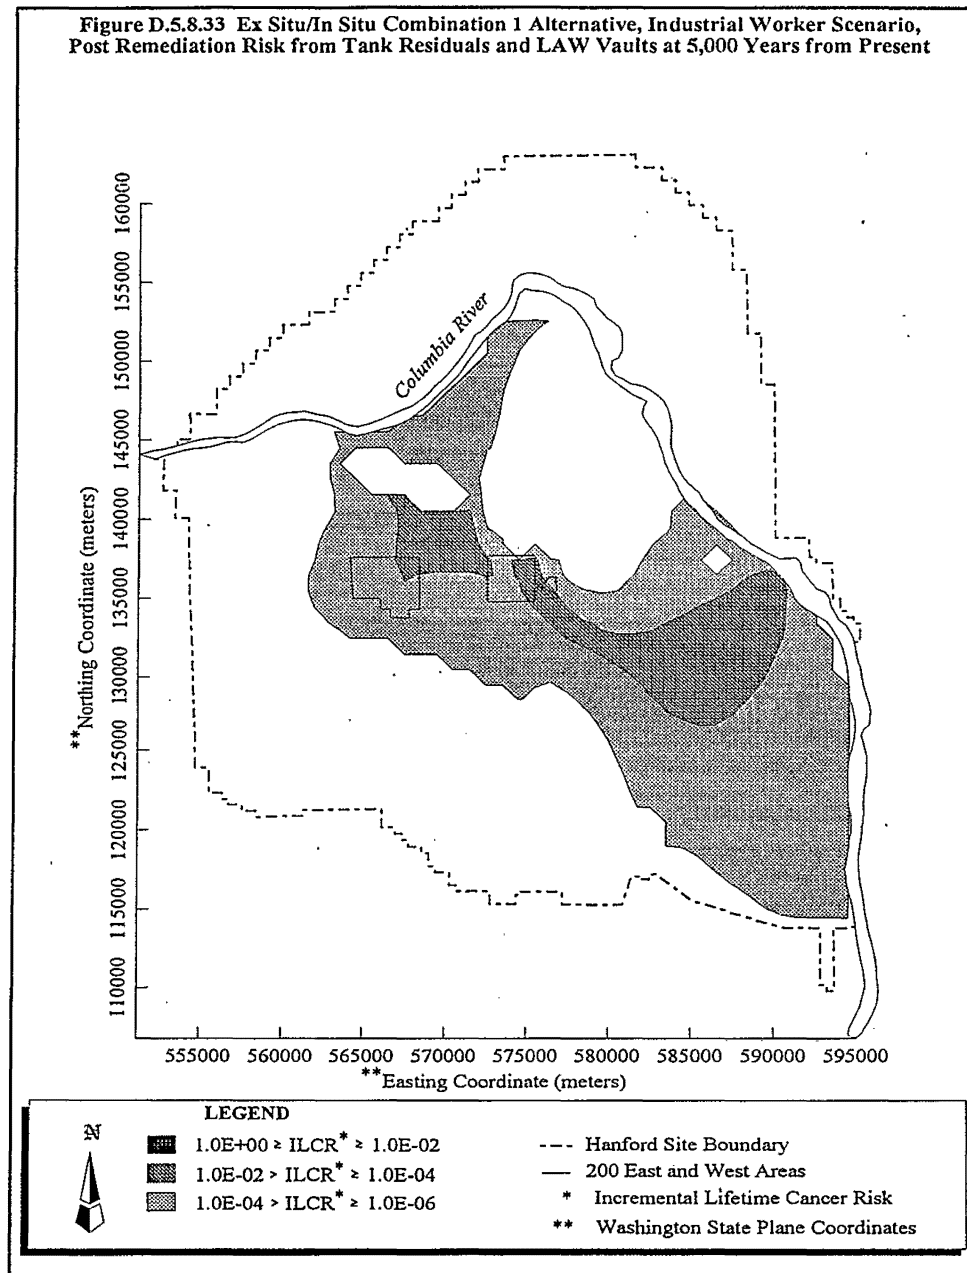 Figure D.5.8.33 Ex Situ/In Situ Combination 1 Alternative, Industrial Worker Scenario,
Post Remediation Risk from Tank Residuals and LAW Vaults at 5,000 Years from Present
160000
155000
150000
145000
140000
135000
130000
125000
120000
115000
110000
**Northing Coordinate (meters)
Columbia River
555000 560000 565000 570000 575000 580000 585000 590000 595000
**Easting Coordinate (meters)
LEGEND
N
1.0E+00 ≥ ILCR* ≥ 1.0E-02
1.0E-02 > ILCR* ≥ 1.0E-04
1.0E-04 > ILCR* ≥ 1.0E-06
Hanford Site Boundary
200 East and West Areas
* Incremental Lifetime Cancer Risk
** Washington State Plane Coordinates